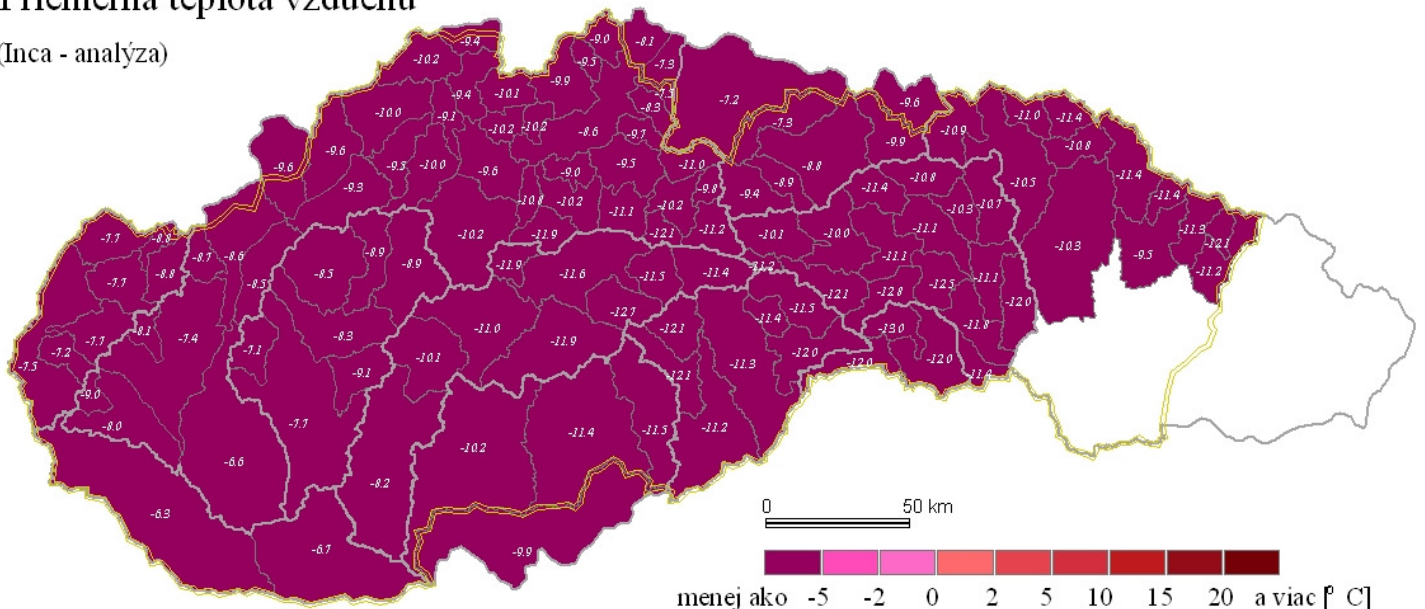 Priemerná teplota vzduchu
(Inca - analýza)
-9.4 -9.0 -8.1
-10.2 -9.5 -7.3
-9.4 -10.1 -9.9 -7.5 -7.2 -9.6
-10.0 -9.1 -8.3 -7.3 -11.0 -11.4
-10.2 -10.2 -8.6 -9.7 -9.9 -10.9 -10.8
-9.6 -9.6 -9.5 -10.0 -9.6 -9.0 -9.5 -11.0 -8.8
-9.3 -9.8 -9.4 -8.9 -11.4 -10.8 -10.5 -11.4 -11.4
-10.8 -10.2 -11.1 -10.2 -10.3 -10.7
-7.7 -8.8 -10.2 -11.9 -12.1 -11.2 -10.1 -10.0 -11.1 -10.3 -11.3 -12.1
-8.7 -8.6 -8.9 -8.9 -11.1 -9.5
-7.7 -8.8 -8.5 -8.5 -11.9 -11.6 -11.5 -11.4 -11.2 -11.1 -11.2
-12.1 -12.8 -12.5 -12.0
-7.7 -8.1 -7.4 -8.3 -11.0 -12.7 -12.1 -11.4 -11.5 -13.0 -11.8
-7.5 -7.2 -7.1 -10.1 -11.9 -11.3 -12.0 -12.0 -12.0 -11.4
-9.1 -12.1
-9.0
-8.0 -7.7 -11.4 -11.5 -11.2
-6.6 -10.2
-8.2
-6.3
-6.7 -9.9
0 50 km
menej ako -5 -2 0 2 5 10 15 20 a viac [° C]